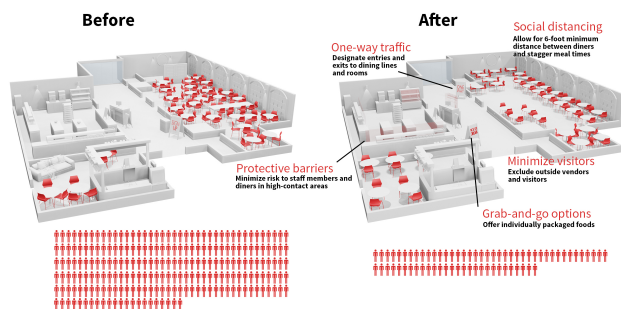 Before
After
Social distancing
Allow for 6-foot minimum
distance between diners
and stagger meal times
One-way traffic
Designate entries and
exits to dining lines
and rooms
Protective barriers
Minimize risk to staff members and
diners in high-contact areas
Minimize visitors
Exclude outside vendors
and visitors
Grab-and-go options
Offer individually packaged foods